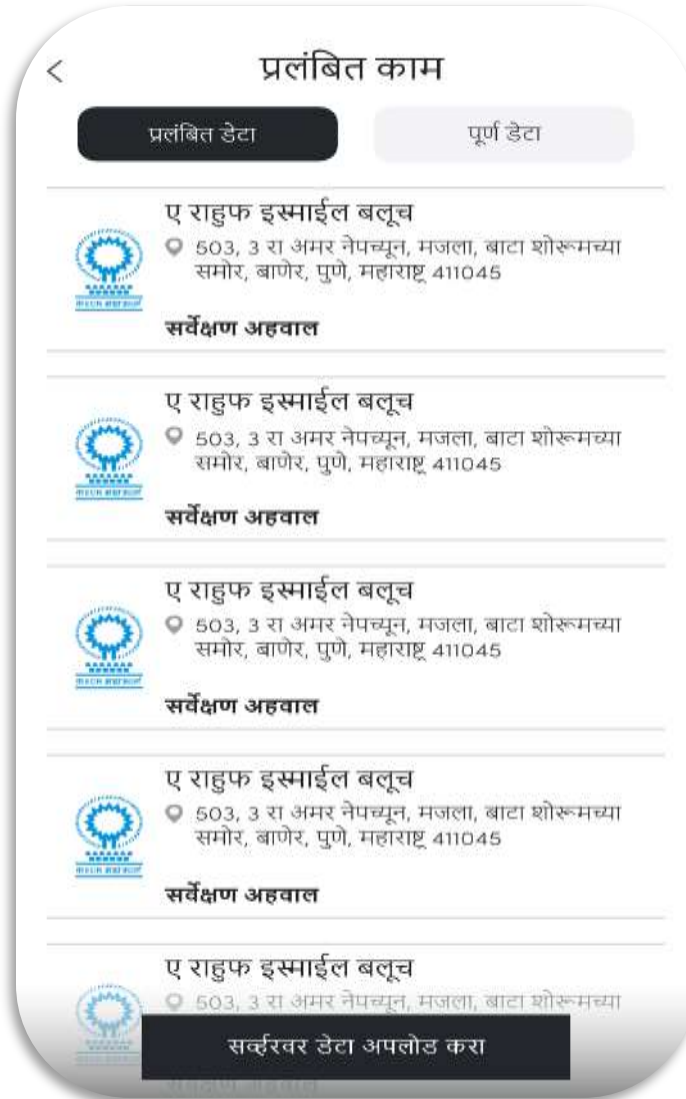 प्रलंबित काम
प्रलंबित डेटा
पूर्ण डेटा
ए राहुफ इस्माईल बलूच
503, 3 रा अमर नेपच्यून, मजला, बाटा शोरूमच्या
समोर, बाणेर, पुणे, महाराष्ट्र 411045
सर्वेक्षण अहवाल
ए राहुफ इस्माईल बलूच
503, 3 रा अमर नेपच्यून, मजला, बाटा शोरूमच्या
समोर, बाणेर, पुणे, महाराष्ट्र 411045
सर्वेक्षण अहवाल
ए राहुफ इस्माईल बलूच
503, 3 रा अमर नेपच्यून, मजला, बाटा शोरूमच्या
समोर, बाणेर, पुणे, महाराष्ट्र 411045
सर्वेक्षण अहवाल
ए राहुफ इस्माईल बलूच
503, 3 रा अमर नेपच्यून, मजला, बाटा शोरूमच्या
समोर, बाणेर, पुणे, महाराष्ट्र 411045
सर्वेक्षण अहवाल
ए राहुफ इस्माईल बलूच
503, 3 रा अमर नेपच्यून, मजला, बाटा शोरूमच्या
सर्व्हरवर डेटा अपलोड करा